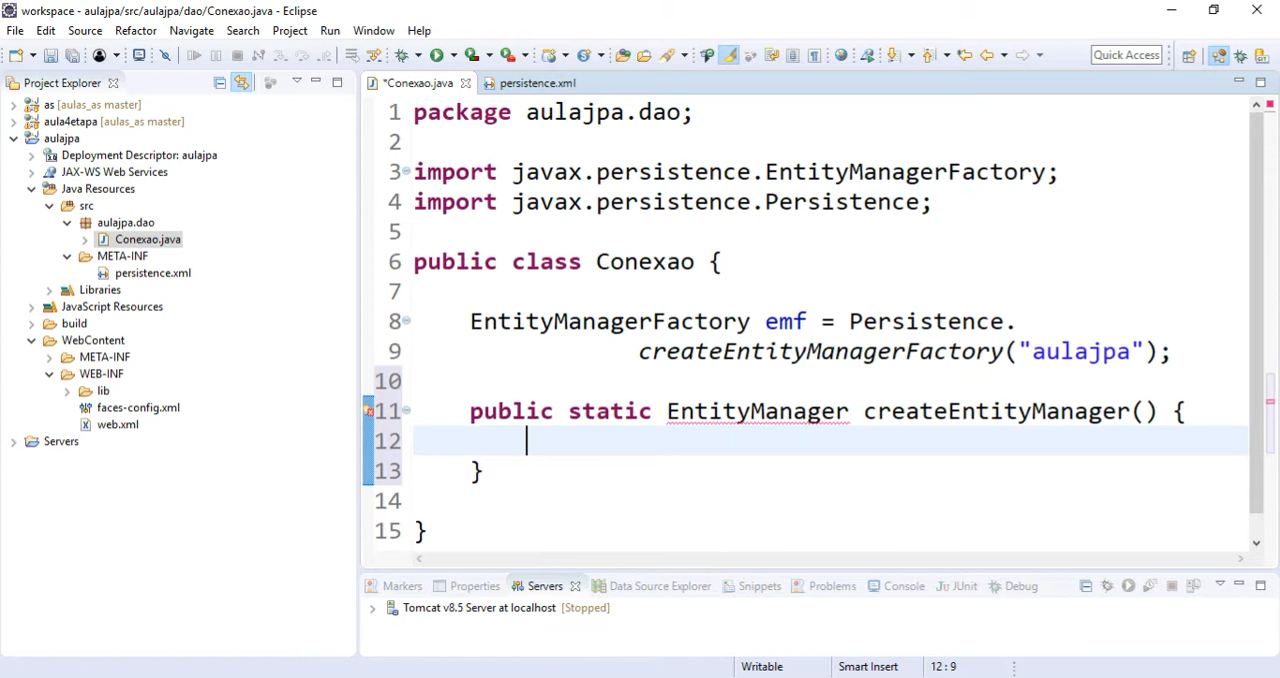 workspace - aulajpa/src/aulajpa/dao/Conexao.java - Eclipse
File Edit Source Refactor Navigate Search Project Run Window Help
Quick Access
Project Explorer
*Conexao.java persistence.xml
as [aulas_as master]
aula4etapa [aulas_as master]
aulajpa
Deployment Descriptor: aulajpa
JAX-WS Web Services
Java Resources
src
aulajpa.dao
Conexao.java
META-INF
persistence.xml
Libraries
JavaScript Resources
build
WebContent
META-INF
WEB-INF
lib
faces-config.xml
web.xml
Servers
1 package aulajpa.dao;
2
3 import javax.persistence.EntityManagerFactory;
4 import javax.persistence.Persistence;
5
6 public class Conexao {
7
8 EntityManagerFactory emf = Persistence.
9 createEntityManagerFactory("aulajpa");
10
11 public static EntityManager createEntityManager() {
12
13 }
14
15 }
Markers Properties Servers Data Source Explorer Snippets Problems Console JUnit Debug
Tomcat v8.5 Server at localhost [Stopped]
Writable Smart Insert 12 : 9